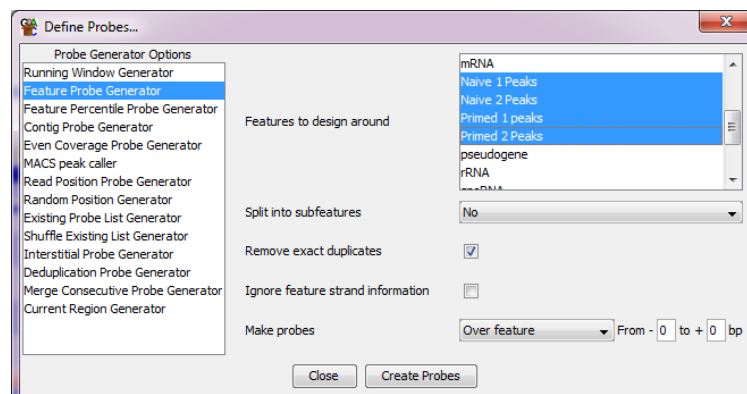 Define Probes...
Probe Generator Options
Running Window Generator
Feature Probe Generator
Feature Percentile Probe Generator
Contig Probe Generator
Even Coverage Probe Generator
MACS peak caller
Read Position Probe Generator
Random Position Generator
Existing Probe List Generator
Shuffle Existing List Generator
Interstitial Probe Generator
Deduplication Probe Generator
Merge Consecutive Probe Generator
Current Region Generator
Features to design around
mRNA
Naive 1 Peaks
Naive 2 Peaks
Primed 1 peaks
Primed 2 Peaks
pseudogene
rRNA
Split into subfeatures No
Remove exact duplicates
Ignore feature strand information
Make probes Over feature From - 0 to + 0 bp
Close Create Probes